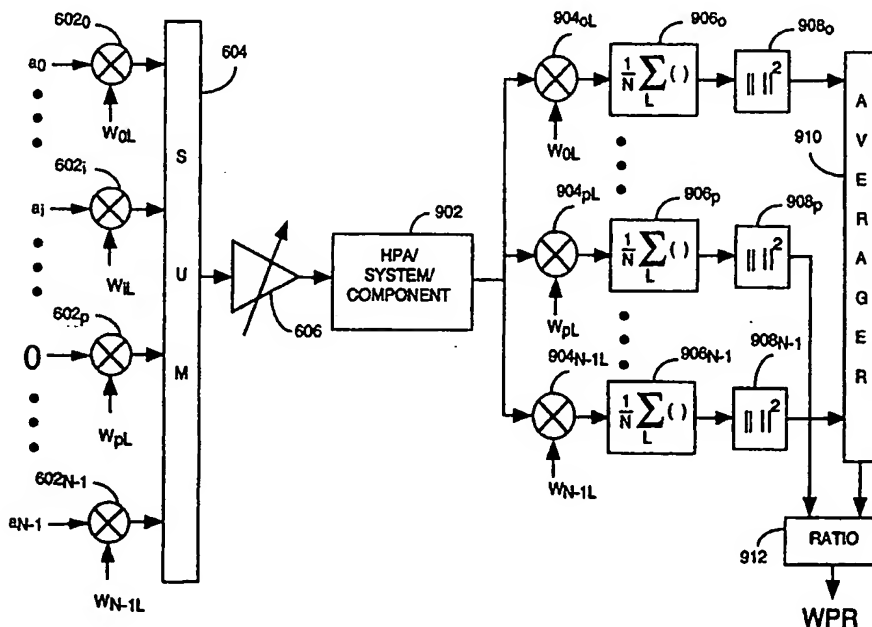 602₀
a₀
W₀L
604
602ᵢ
aᵢ
WᵢL
602ₚ
0
WₚL
602N-1
aN-1
WN-1L
S
U
M
606
902
HPA/
SYSTEM/
COMPONENT
904₀L
W₀L
906₀
1/N ∑ ( )
L
908₀
|| ||²
904ₚL
WₚL
906ₚ
1/N ∑ ( )
L
908ₚ
|| ||²
904N-1L
WN-1L
906N-1
1/N ∑ ( )
L
908N-1
|| ||²
910
A
V
E
R
A
G
E
R
RATIO
912
WPR